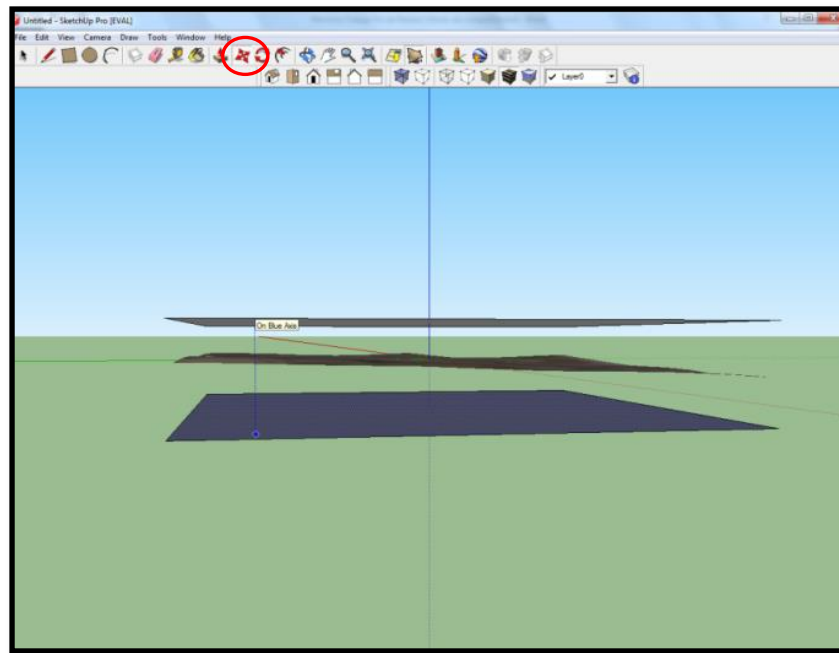 Untitled - SketchUp Pro [EVAL]
File Edit View Camera Draw Tools Window Help
Layer0
On Blue Axis